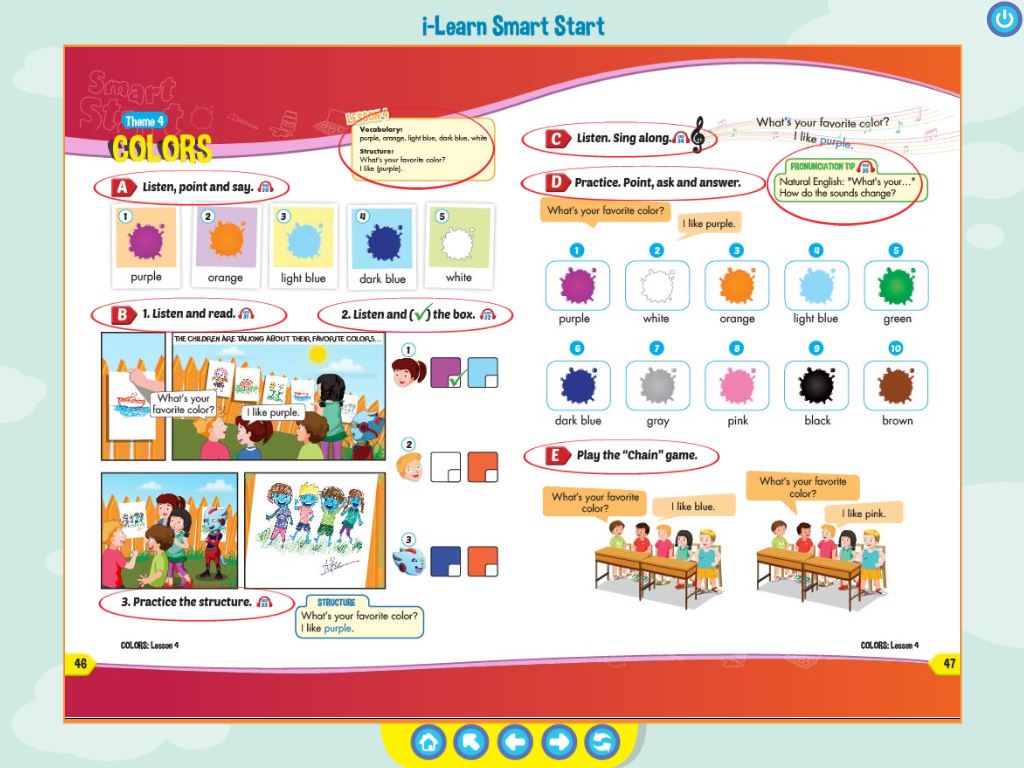 i-Learn Smart Start
Smart
Start
Theme 4
COLORS
LESSON 4
Vocabulary:
purple, orange, light blue, dark blue, white
Structure:
What's your favorite color?
I like (purple).
A Listen, point and say.
1
2
3
4
5
purple
orange
light blue
dark blue
white
B 1. Listen and read.
2. Listen and (✓) the box.
THE CHILDREN ARE TALKING ABOUT THEIR FAVORITE COLORS...
What's your
favorite color?
I like purple.
1
2
3
3. Practice the structure.
STRUCTURE
What's your favorite color?
I like purple.
COLORS: Lesson 4
46
C Listen. Sing along.
What's your favorite color?
I like purple.
D Practice. Point, ask and answer.
PRONUNCIATION TIP
Natural English: "What's your..."
How do the sounds change?
What's your favorite color?
I like purple.
1
2
3
4
5
purple
white
orange
light blue
green
6
7
8
9
10
dark blue
gray
pink
black
brown
E Play the "Chain" game.
What's your favorite
color?
I like blue.
What's your favorite
color?
I like pink.
COLORS: Lesson 4
47